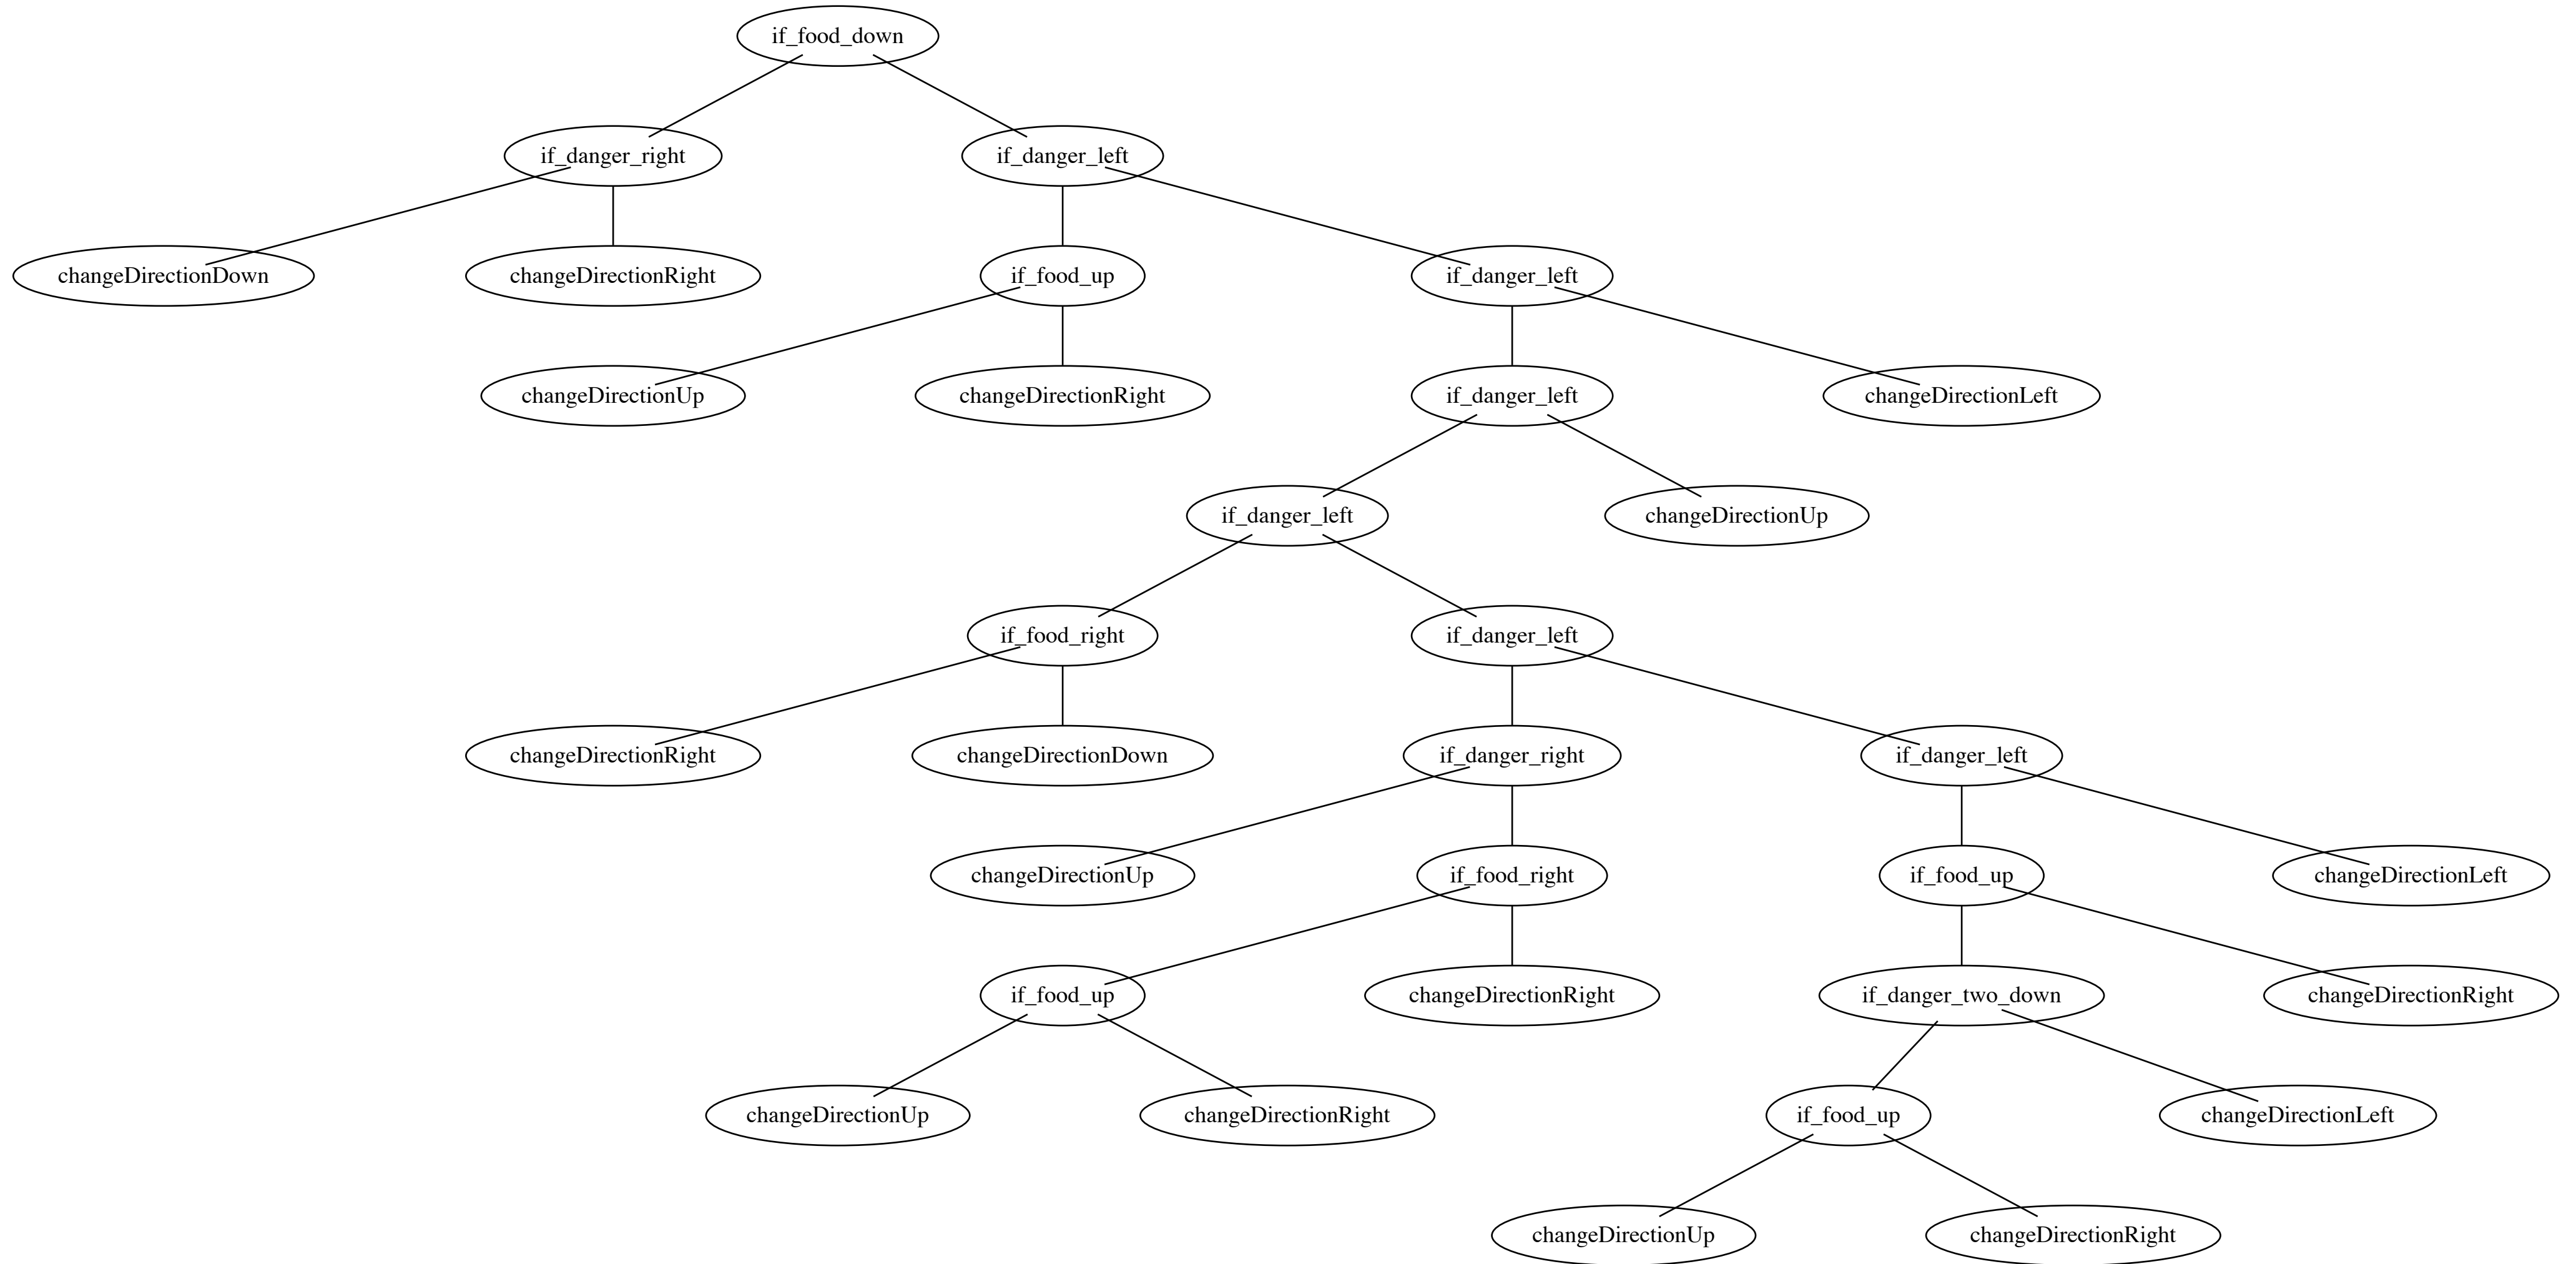 if_food_down
if_danger_right
if_danger_left
changeDirectionDown
changeDirectionRight
if_food_up
if_danger_left
changeDirectionUp
changeDirectionRight
if_danger_left
changeDirectionLeft
if_danger_left
changeDirectionUp
if_food_right
if_danger_left
changeDirectionRight
changeDirectionDown
if_danger_right
if_danger_left
changeDirectionUp
if_food_right
if_food_up
changeDirectionLeft
if_food_up
changeDirectionRight
if_danger_two_down
changeDirectionRight
changeDirectionUp
changeDirectionRight
if_food_up
changeDirectionLeft
changeDirectionUp
changeDirectionRight